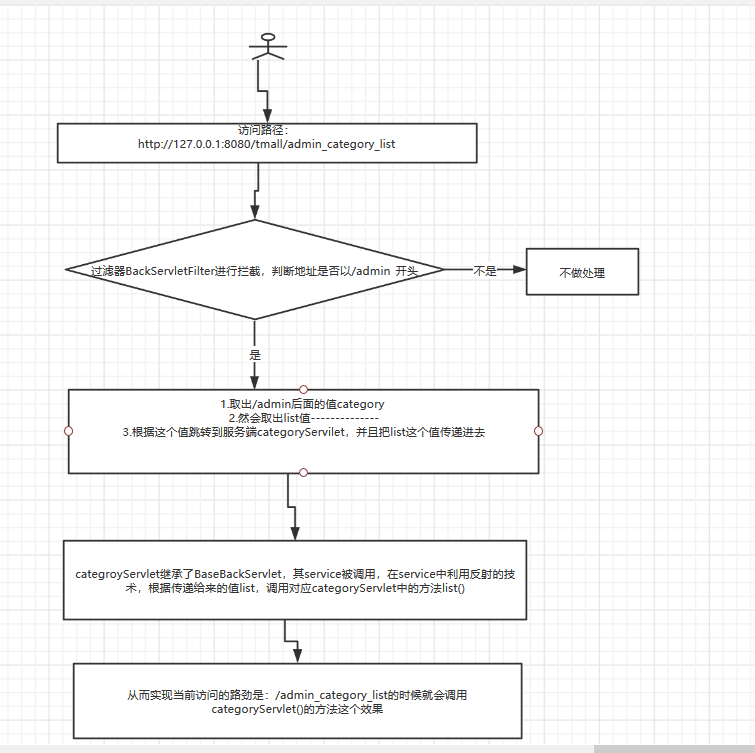 访问路径：
http://127.0.0.1:8080/tmall/admin_category_list
过滤器BackServletFilter进行拦截，判断地址是否以/admin 开头
不是
不做处理
是
1.取出/admin后面的值category
2.然会取出list值--------------
3.根据这个值跳转到服务端categoryServilet，并且把list这个值传递进去
categroyServlet继承了BaseBackServlet，其service被调用，在service中利用反射的技
术，根据传递给来的值list，调用对应categoryServlet中的方法list()
从而实现当前访问的路劲是：/admin_category_list的时候就会调用
categoryServlet()的方法这个效果